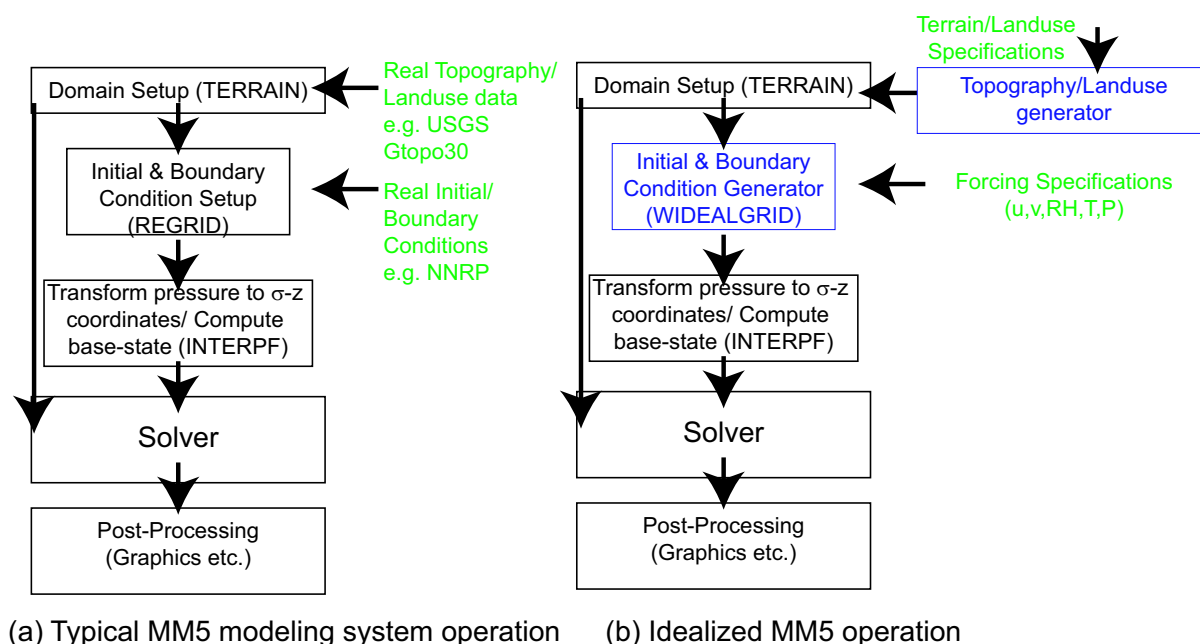 Domain Setup (TERRAIN)
Real Topography/
Landuse data
e.g. USGS
Gtopo30
Initial & Boundary
Condition Setup
(REGRID)
Real Initial/
Boundary
Conditions
e.g. NNRP
Transform pressure to σ-z
coordinates/ Compute
base-state (INTERPF)
Solver
Post-Processing
(Graphics etc.)
(a) Typical MM5 modeling system operation
Terrain/Landuse
Specifications
Domain Setup (TERRAIN)
Topography/Landuse
generator
Initial & Boundary
Condition Generator
(WIDEALGRID)
Forcing Specifications
(u,v,RH,T,P)
Transform pressure to σ-z
coordinates/ Compute
base-state (INTERPF)
Solver
Post-Processing
(Graphics etc.)
(b) Idealized MM5 operation